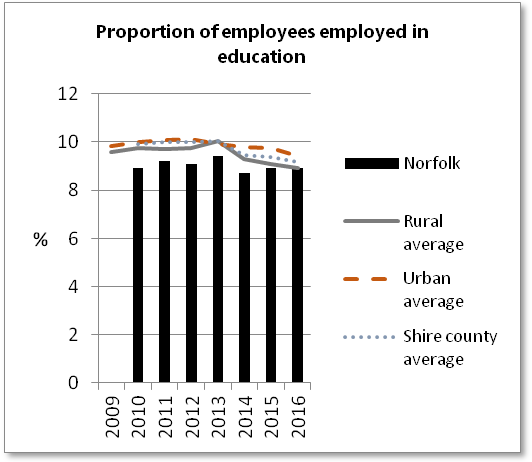 Proportion of employees employed in
education
12
10
8
6
4
2
0
%
2009
2010
2011
2012
2013
2014
2015
2016
Norfolk
Rural
average
Urban
average
Shire county
average